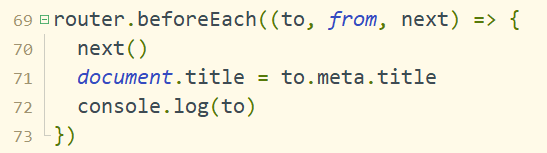 69 router.beforeEach((to, from, next) => {
70   next()
71   document.title = to.meta.title
72   console.log(to)
73 })